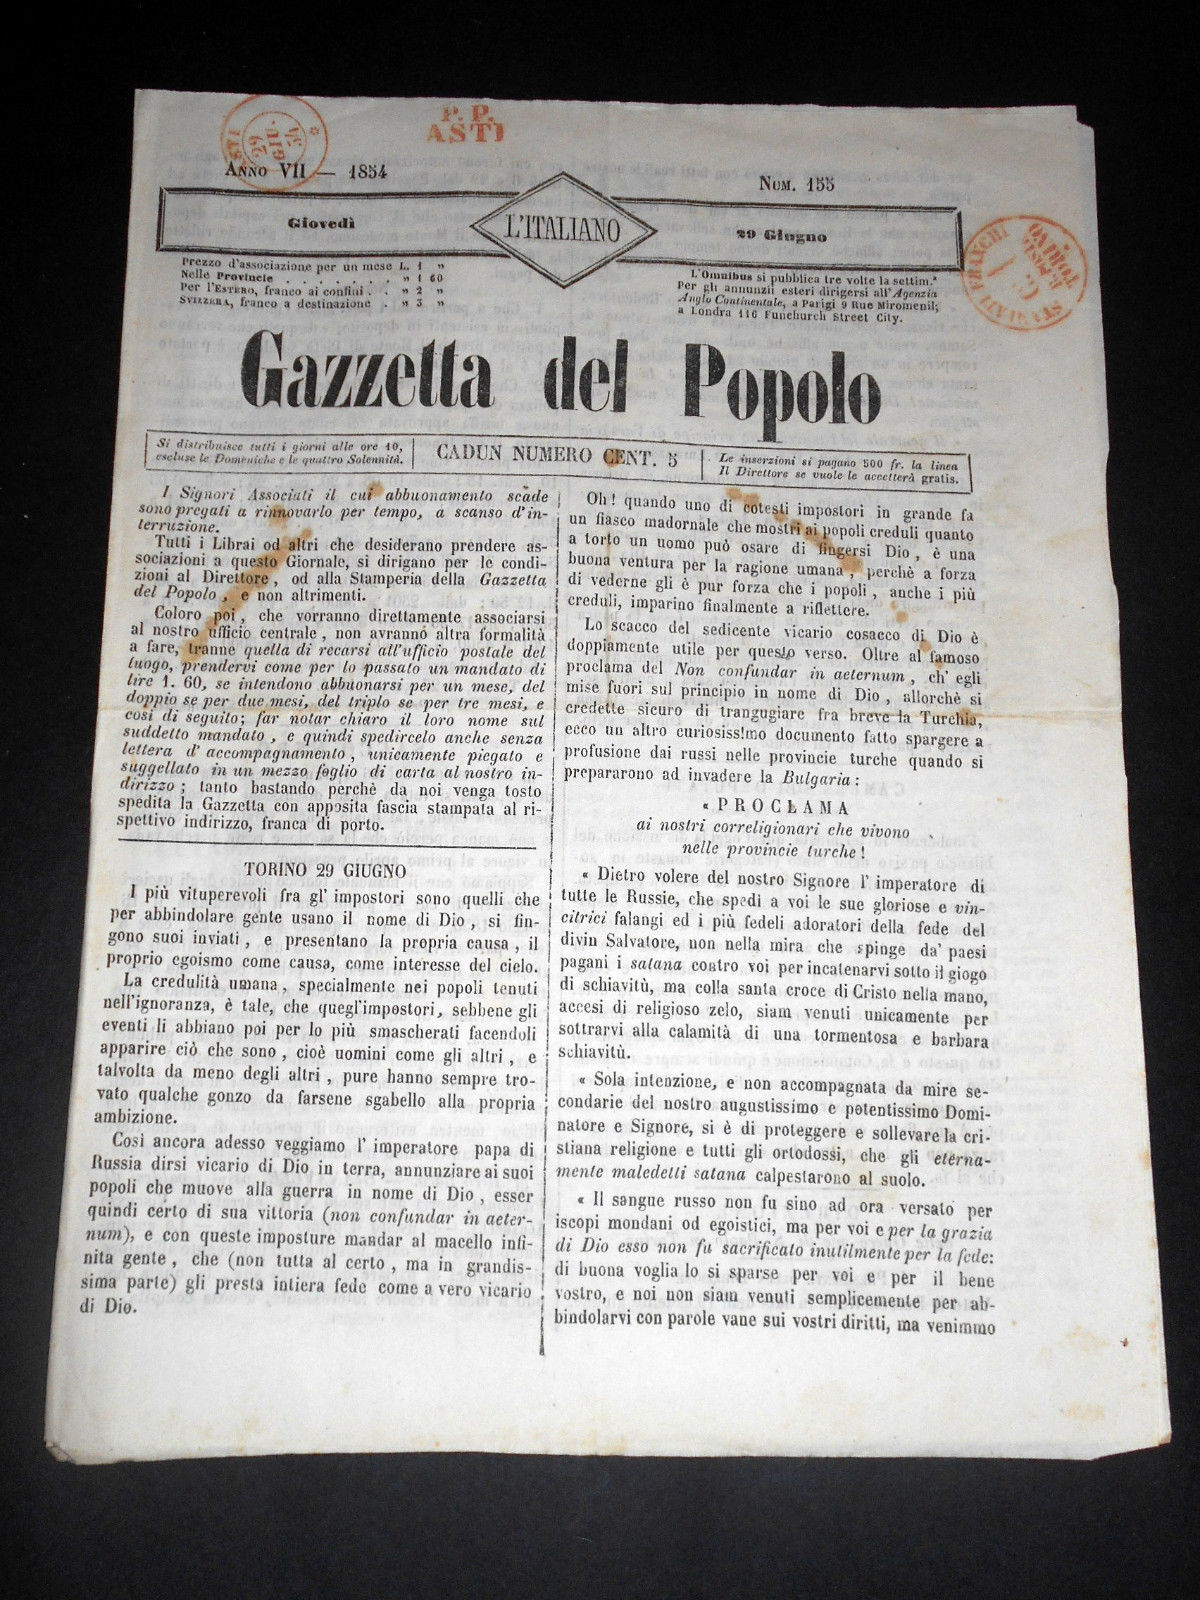 STI
29
GIU.
54
P. P.
ASTI
ANNO VII — 1854
NUM. 155
Giovedì
L'ITALIANO
29 Giugno
Prezzo d'associazione per un mese L. 1 „
Nelle Provincie . . . . . . . . „ 1 60
Per l'ESTERO, franco ai confini . . „ 2 „
SVIZZERA, franco a destinazione . „ 3 „
L'Omnibus si pubblica tre volte la settim.ª
Per gli annunzii esteri dirigersi all'Agenzia
Anglo Continentale, a Parigi 9 Rue Miromenil;
a Londra 116 Funchurch Street City.
FRANCHI
C. 1
TORINO
Gazzetta del Popolo
Si distribuisce tutti i giorni alle ore 10,
escluse le Domeniche e le quattro Solennità.
CADUN NUMERO CENT. 5
Le inserzioni si pagano 500 fr. la linea
Il Direttore se vuole le accetterà gratis.
I Signori Associati il cui abbuonamento scade
sono pregati a rinnovarlo per tempo, a scanso d'in-
terruzione.
Tutti i Librai od altri che desiderano prendere as-
sociazioni a questo Giornale, si dirigano per le condi-
zioni al Direttore, od alla Stamperia della Gazzetta
del Popolo, e non altrimenti.
Coloro poi, che vorranno direttamente associarsi
al nostro ufficio centrale, non avranno altra formalità
a fare, tranne quella di recarsi all'ufficio postale del
luogo, prendervi come per lo passato un mandato di
lire 1. 60, se intendono abbuonarsi per un mese, del
doppio se per due mesi, del triplo se per tre mesi, e
così di seguito; far notar chiaro il loro nome sul
suddetto mandato, e quindi spedircelo anche senza
lettera d'accompagnamento, unicamente piegato e
suggellato in un mezzo foglio di carta al nostro in-
dirizzo; tanto bastando perchè da noi venga tosto
spedita la Gazzetta con apposita fascia stampata al ri-
spettivo indirizzo, franca di porto.
TORINO 29 GIUGNO
I più vituperevoli fra gl'impostori sono quelli che
per abbindolare gente usano il nome di Dio, si fin-
gono suoi inviati, e presentano la propria causa, il
proprio egoismo come causa, come interesse del cielo.
La credulità umana, specialmente nei popoli tenuti
nell'ignoranza, è tale, che quegl'impostori, sebbene gli
eventi li abbiano poi per lo più smascherati facendoli
apparire ciò che sono, cioè uomini come gli altri, e
talvolta da meno degli altri, pure hanno sempre tro-
vato qualche gonzo da farsene sgabello alla propria
ambizione.
Così ancora adesso veggiamo l'imperatore papa di
Russia dirsi vicario di Dio in terra, annunziare ai suoi
popoli che muove alla guerra in nome di Dio, esser
quindi certo di sua vittoria (non confundar in aeter-
num), e con queste imposture mandar al macello infi-
nita gente, che (non tutta al certo, ma in grandis-
sima parte) gli presta intiera fede come a vero vicario
di Dio.
Oh! quando uno di cotesti impostori in grande fa
un fiasco madornale che mostri ai popoli creduli quanto
a torto un uomo può osare di fingersi Dio, è una
buona ventura per la ragione umana, perchè a forza
di vederne gli è pur forza che i popoli, anche i più
creduli, imparino finalmente a riflettere.
Lo scacco del sedicente vicario cosacco di Dio è
doppiamente utile per questo verso. Oltre al famoso
proclama del Non confundar in aeternum, ch'egli
mise fuori sul principio in nome di Dio, allorchè si
credette sicuro di trangugiare fra breve la Turchia,
ecco un altro curiosissimo documento fatto spargere a
profusione dai russi nelle provincie turche quando si
prepararono ad invadere la Bulgaria:
« PROCLAMA
ai nostri correligionari che vivono
nelle provincie turche!
« Dietro volere del nostro Signore l'imperatore di
tutte le Russie, che spedì a voi le sue gloriose e vin-
citrici falangi ed i più fedeli adoratori della fede del
divin Salvatore, non nella mira che spinge da' paesi
pagani i satana contro voi per incatenarvi sotto il giogo
di schiavitù, ma colla santa croce di Cristo nella mano,
accesi di religioso zelo, siam venuti unicamente per
sottrarvi alla calamità di una tormentosa e barbara
schiavitù.
« Sola intenzione, e non accompagnata da mire se-
condarie del nostro augustissimo e potentissimo Domi-
natore e Signore, si è di proteggere e sollevare la cri-
stiana religione e tutti gli ortodossi, che gli eterna-
mente maledetti satana calpestarono al suolo.
« Il sangue russo non fu sino ad ora versato per
iscopi mondani od egoistici, ma per voi e per la grazia
di Dio esso non fu sacrificato inutilmente per la fede:
di buona voglia lo si sparse per voi e per il bene
vostro, e noi non siam venuti semplicemente per ab-
bindolarvi con parole vane sui vostri diritti, ma venimmo